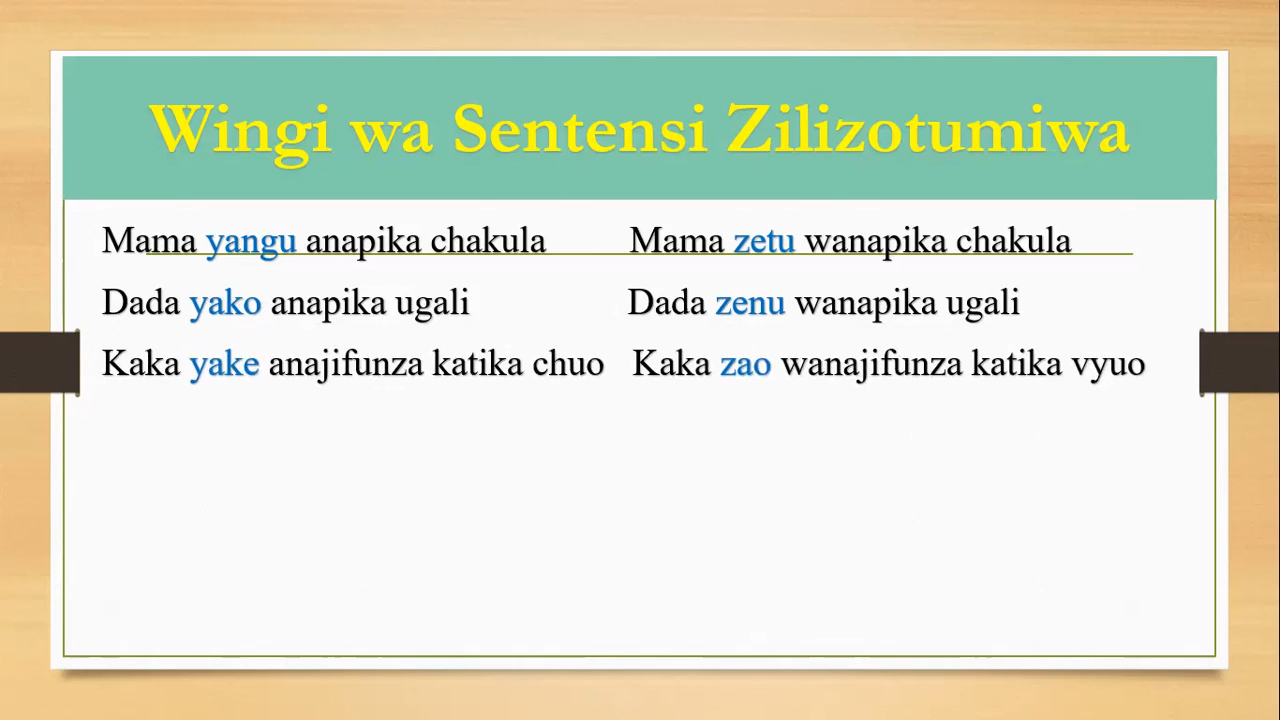 Wingi wa Sentensi Zilizotumiwa
Mama yangu anapika chakula Mama zetu wanapika chakula
Dada yako anapika ugali Dada zenu wanapika ugali
Kaka yake anajifunza katika chuo Kaka zao wanajifunza katika vyuo